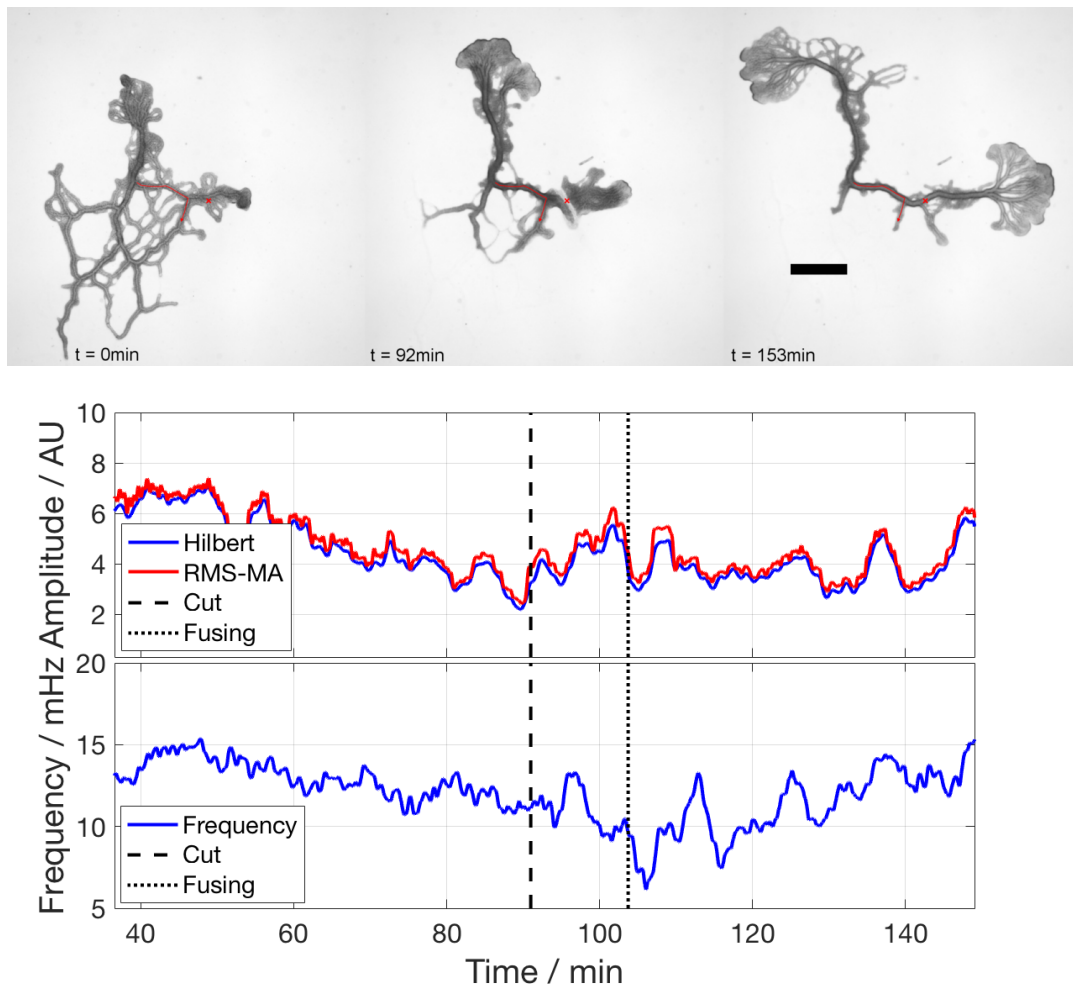 t = 0min
t = 92min
t = 153min
Frequency / mHz Amplitude / AU
10
8
6
4
2
Hilbert
RMS-MA
Cut
Fusing
20
15
10
5
Frequency
Cut
Fusing
40
60
80
100
120
140
Time / min